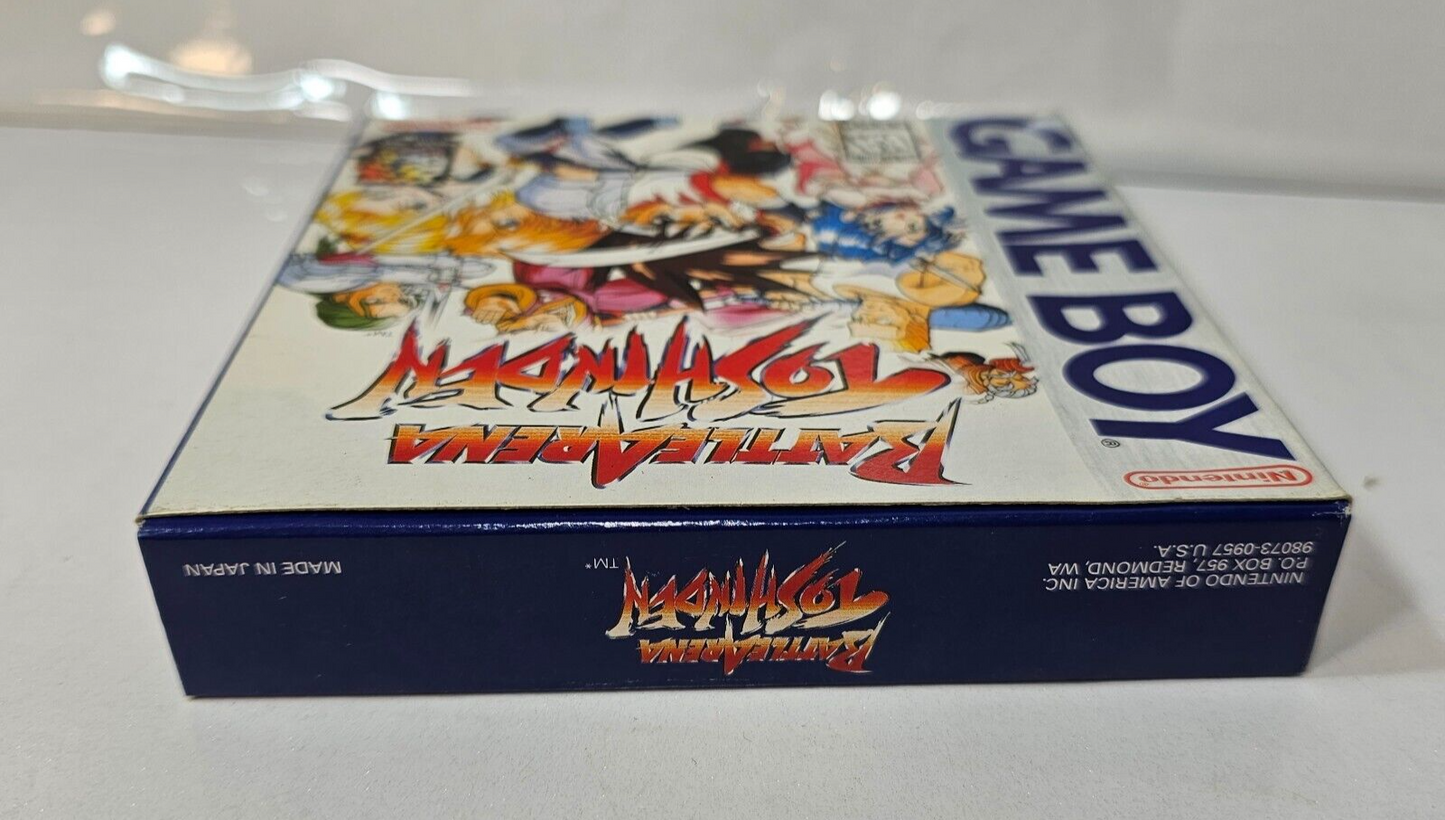 GAME BOY®
Nintendo
BATTLE ARENA
TOSHINDEN
TM
BATTLE ARENA
TOSHINDEN™
NINTENDO OF AMERICA INC.
P.O. BOX 957, REDMOND, WA
98073-0957 U.S.A.
MADE IN JAPAN